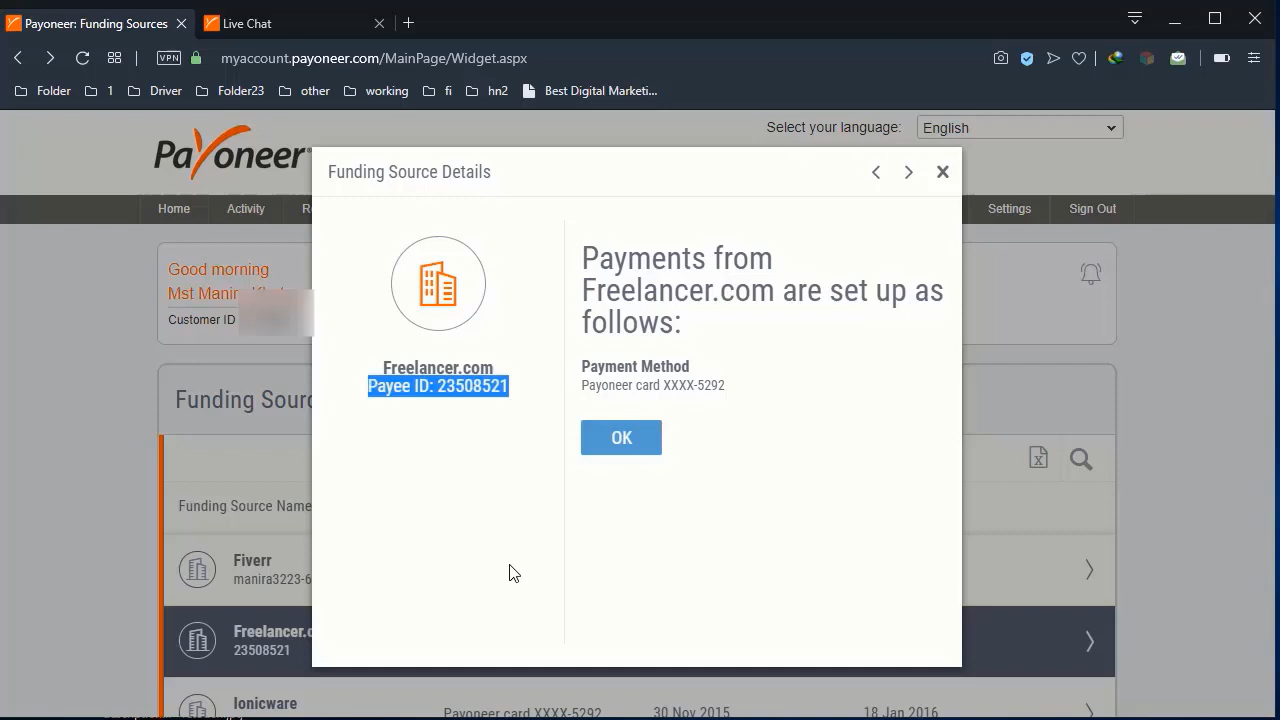 Payoneer: Funding Sources
Live Chat
VPN
myaccount.payoneer.com/MainPage/Widget.aspx
Folder
1
Driver
Folder23
other
working
fi
hn2
Best Digital Marketi...
Payoneer
Select your language:
English
Home
Activity
Settings
Sign Out
Good morning
Mst
Customer ID
Funding Source Details
Freelancer.com
Payee ID: 23508521
Payments from
Freelancer.com are set up as
follows:
Payment Method
Payoneer card XXXX-5292
OK
Funding Sourc
Funding Source Name
Fiverr
manira3223-6
Freelancer.c
23508521
Ionicware
Payoneer card XXXX-5292
30 Nov 2015
18 Jan 2016